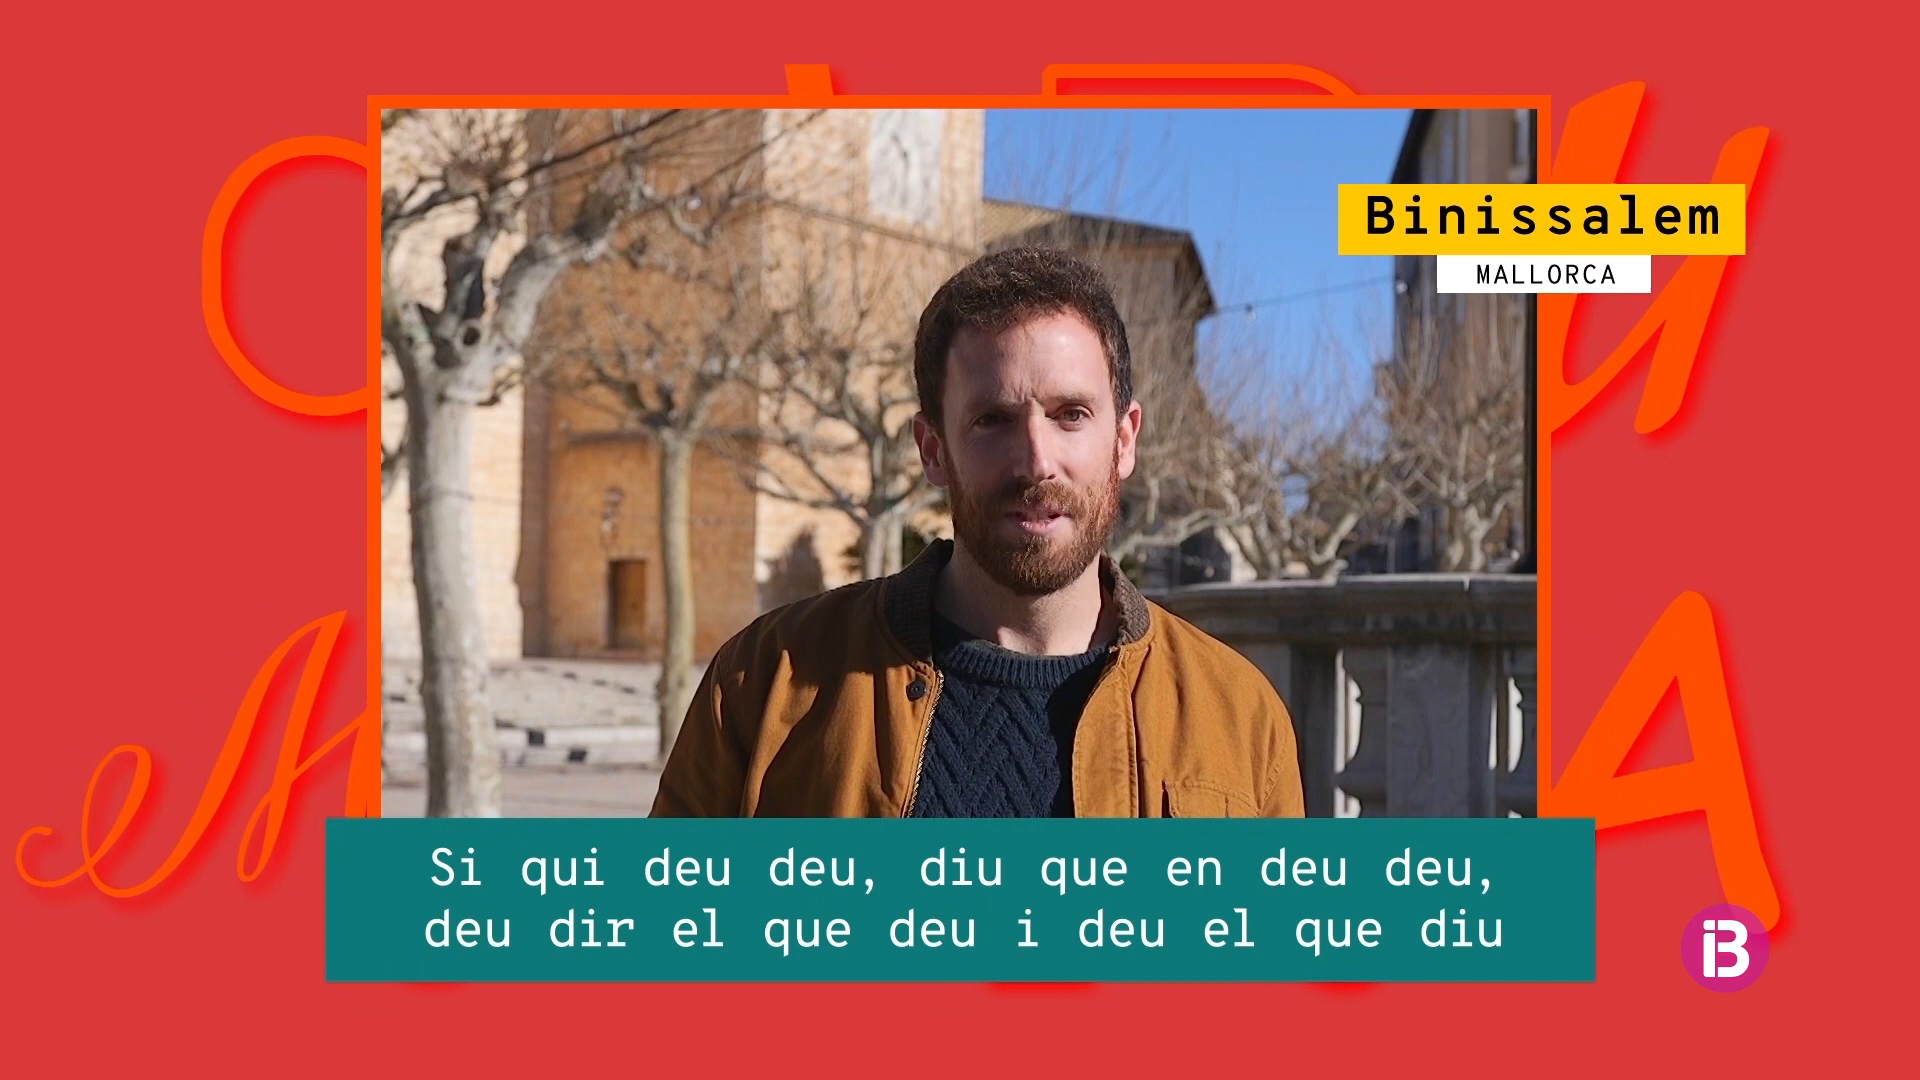 Binissalem
MALLORCA
Si qui deu deu, diu que en deu deu,
deu dir el que deu i deu el que diu
iB